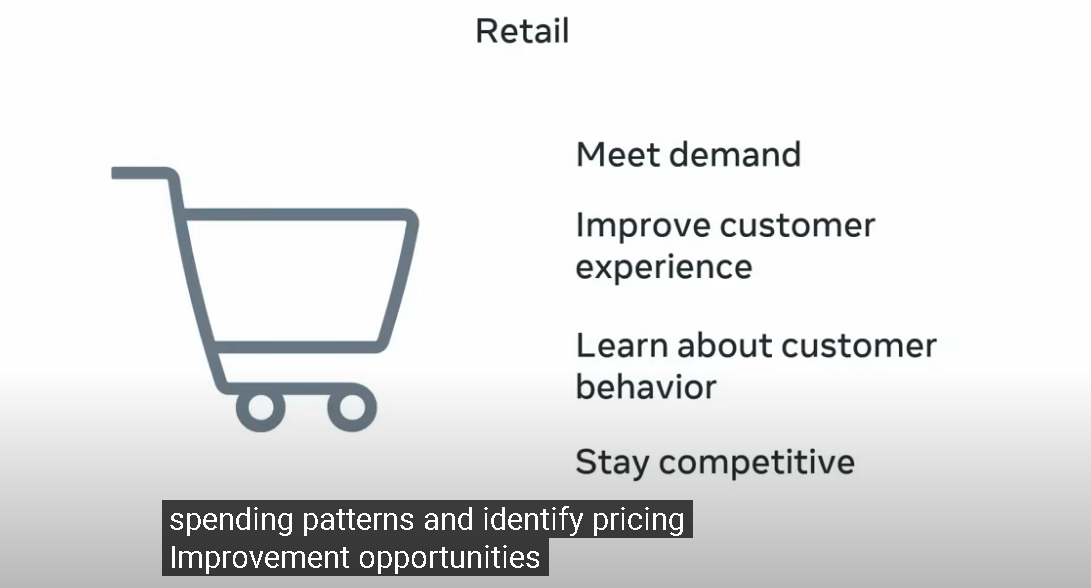 Retail
Meet demand
Improve customer
experience
Learn about customer
behavior
Stay competitive
spending patterns and identify pricing
Improvement opportunities